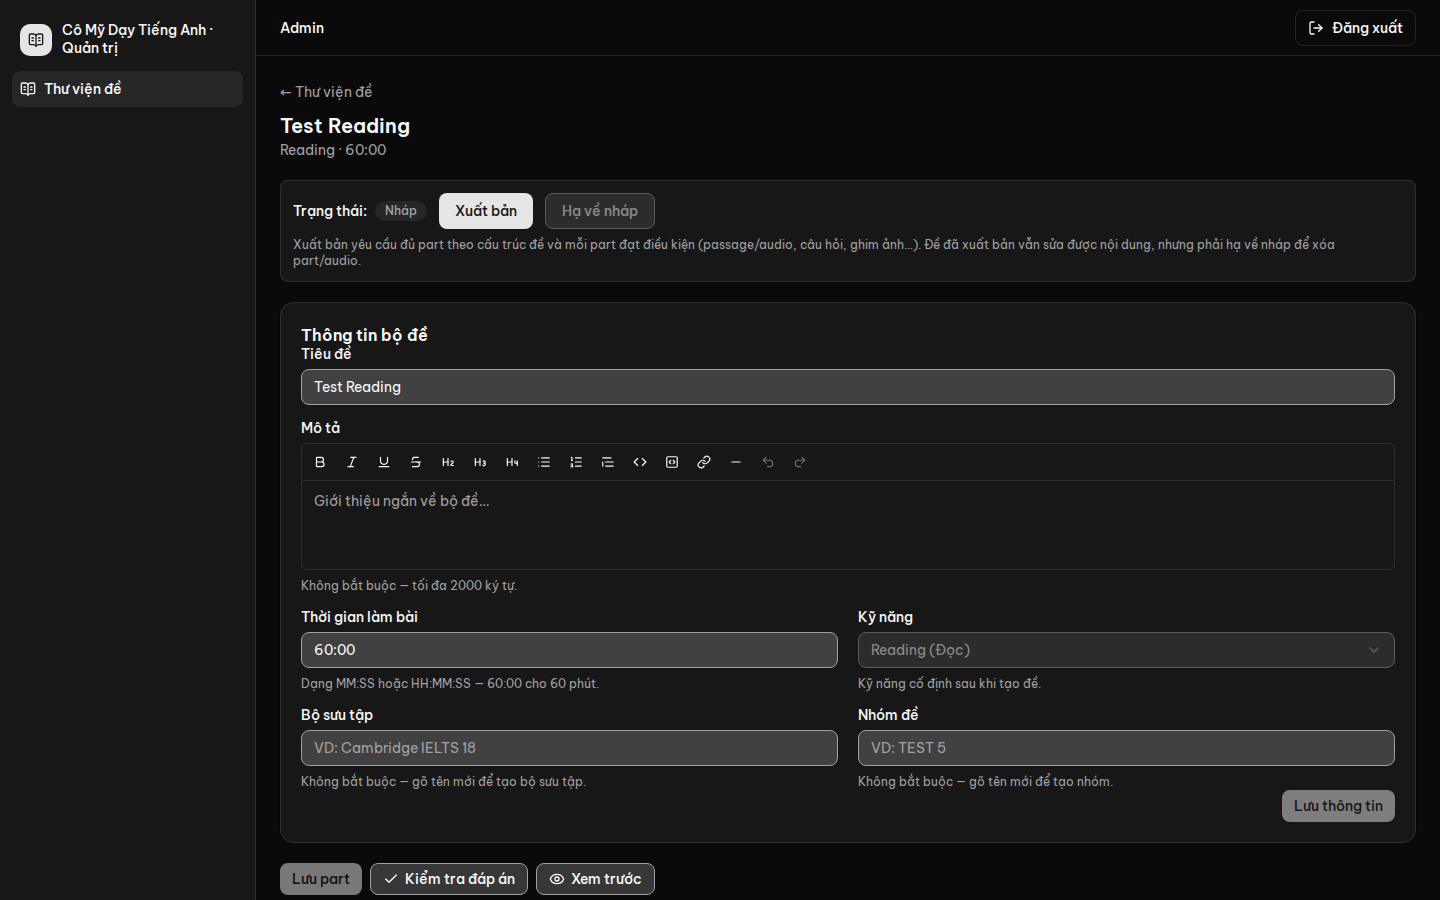 Cô Mỹ Dạy Tiếng Anh ·
Quản trị
Thư viện đề
Admin
Đăng xuất
← Thư viện đề
Test Reading
Reading · 60:00
Trạng thái: Nháp Xuất bản Hạ về nháp
Xuất bản yêu cầu đủ part theo cấu trúc đề và mỗi part đạt điều kiện (passage/audio, câu hỏi, ghim ảnh…). Đề đã xuất bản vẫn sửa được nội dung, nhưng phải hạ về nháp để xóa
part/audio.
Thông tin bộ đề
Tiêu đề
Test Reading
Mô tả
B I U S H2 H3 H4
Giới thiệu ngắn về bộ đề…
Không bắt buộc — tối đa 2000 ký tự.
Thời gian làm bài
60:00
Dạng MM:SS hoặc HH:MM:SS — 60:00 cho 60 phút.
Kỹ năng
Reading (Đọc)
Kỹ năng cố định sau khi tạo đề.
Bộ sưu tập
VD: Cambridge IELTS 18
Không bắt buộc — gõ tên mới để tạo bộ sưu tập.
Nhóm đề
VD: TEST 5
Không bắt buộc — gõ tên mới để tạo nhóm.
Lưu thông tin
Lưu part
Kiểm tra đáp án
Xem trước